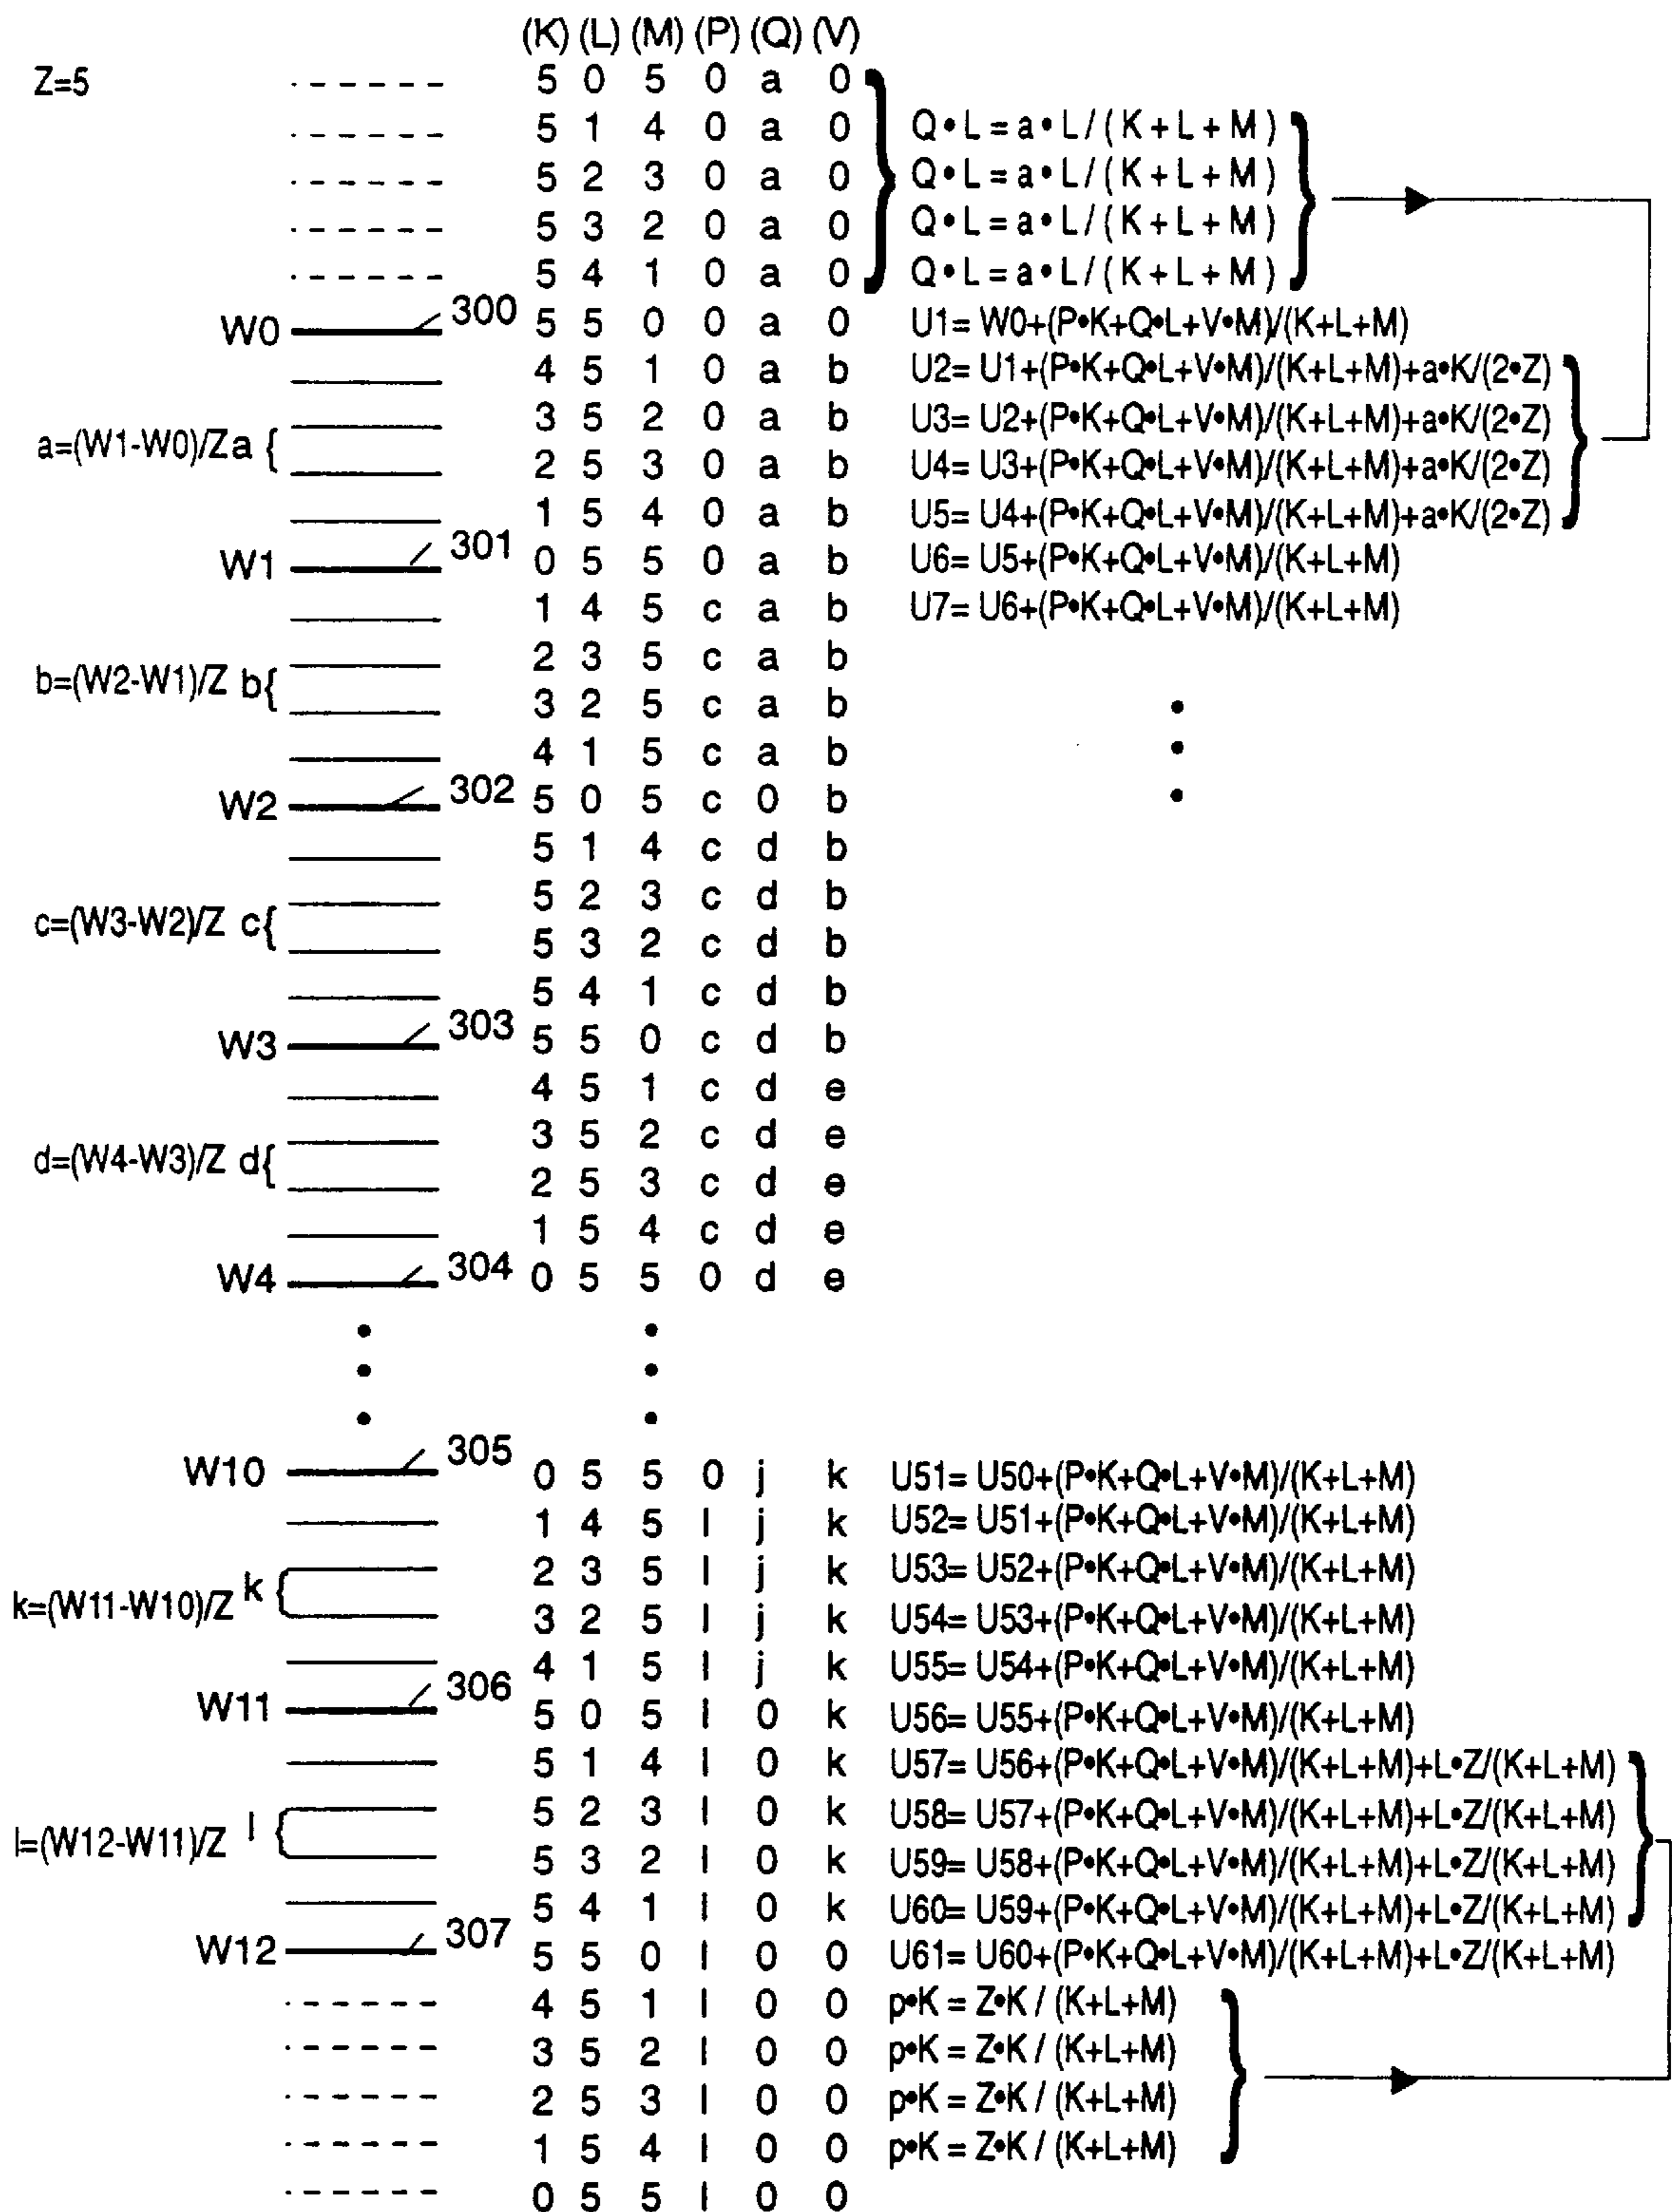 (K) (L) (M) (P) (Q) (V)
Z=5 5 0 5 0 a 0
5 1 4 0 a 0 Q•L=a•L/(K+L+M)
5 2 3 0 a 0 Q•L=a•L/(K+L+M)
5 3 2 0 a 0 Q•L=a•L/(K+L+M)
5 4 1 0 a 0 Q•L=a•L/(K+L+M)
W0 300 5 5 0 0 a 0 U1= W0+(P•K+Q•L+V•M)/(K+L+M)
4 5 1 0 a b U2= U1+(P•K+Q•L+V•M)/(K+L+M)+a•K/(2•Z)
3 5 2 0 a b U3= U2+(P•K+Q•L+V•M)/(K+L+M)+a•K/(2•Z)
a=(W1-W0)/Z a { 2 5 3 0 a b U4= U3+(P•K+Q•L+V•M)/(K+L+M)+a•K/(2•Z)
1 5 4 0 a b U5= U4+(P•K+Q•L+V•M)/(K+L+M)+a•K/(2•Z)
W1 301 0 5 5 0 a b U6= U5+(P•K+Q•L+V•M)/(K+L+M)
1 4 5 c a b U7= U6+(P•K+Q•L+V•M)/(K+L+M)
2 3 5 c a b
b=(W2-W1)/Z b{ 3 2 5 c a b
4 1 5 c a b
W2 302 5 0 5 c 0 b
5 1 4 c d b
5 2 3 c d b
c=(W3-W2)/Z c{ 5 3 2 c d b
5 4 1 c d b
W3 303 5 5 0 c d b
4 5 1 c d e
3 5 2 c d e
d=(W4-W3)/Z d{ 2 5 3 c d e
1 5 4 c d e
W4 304 0 5 5 0 d e
W10 305 0 5 5 0 j k U51= U50+(P•K+Q•L+V•M)/(K+L+M)
1 4 5 l j k U52= U51+(P•K+Q•L+V•M)/(K+L+M)
2 3 5 l j k U53= U52+(P•K+Q•L+V•M)/(K+L+M)
k=(W11-W10)/Z k { 3 2 5 l j k U54= U53+(P•K+Q•L+V•M)/(K+L+M)
4 1 5 l j k U55= U54+(P•K+Q•L+V•M)/(K+L+M)
W11 306 5 0 5 l 0 k U56= U55+(P•K+Q•L+V•M)/(K+L+M)
5 1 4 l 0 k U57= U56+(P•K+Q•L+V•M)/(K+L+M)+L•Z/(K+L+M)
5 2 3 l 0 k U58= U57+(P•K+Q•L+V•M)/(K+L+M)+L•Z/(K+L+M)
l=(W12-W11)/Z l { 5 3 2 l 0 k U59= U58+(P•K+Q•L+V•M)/(K+L+M)+L•Z/(K+L+M)
5 4 1 l 0 k U60= U59+(P•K+Q•L+V•M)/(K+L+M)+L•Z/(K+L+M)
W12 307 5 5 0 l 0 0 U61= U60+(P•K+Q•L+V•M)/(K+L+M)+L•Z/(K+L+M)
4 5 1 l 0 0 p•K = Z•K / (K+L+M)
3 5 2 l 0 0 p•K = Z•K / (K+L+M)
2 5 3 l 0 0 p•K = Z•K / (K+L+M)
1 5 4 l 0 0 p•K = Z•K / (K+L+M)
0 5 5 l 0 0